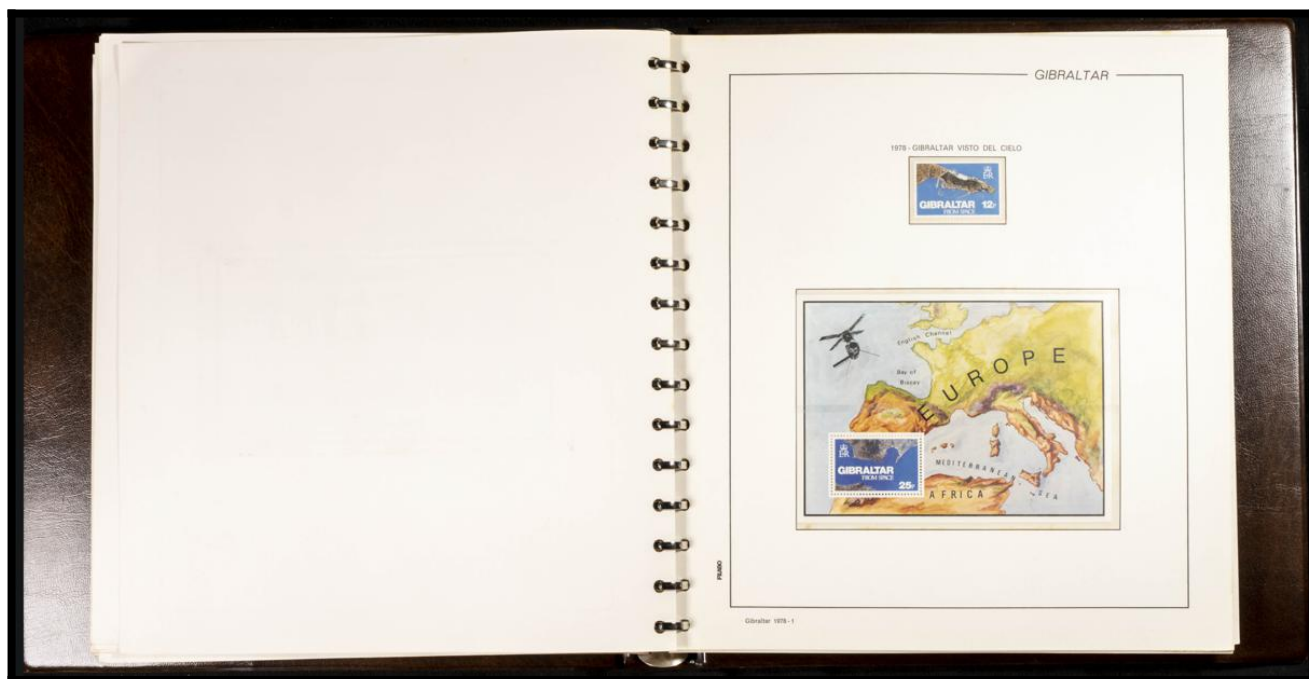 GIBRALTAR
1978 - GIBRALTAR VISTO DEL CIELO
GIBRALTAR 12p
FROM SPACE
English Channel
Bay of
Biscay
EUROPE
GIBRALTAR
FROM SPACE
25p
MEDITERRANEAN SEA
AFRICA
FILABO
Gibraltar 1978 - 1